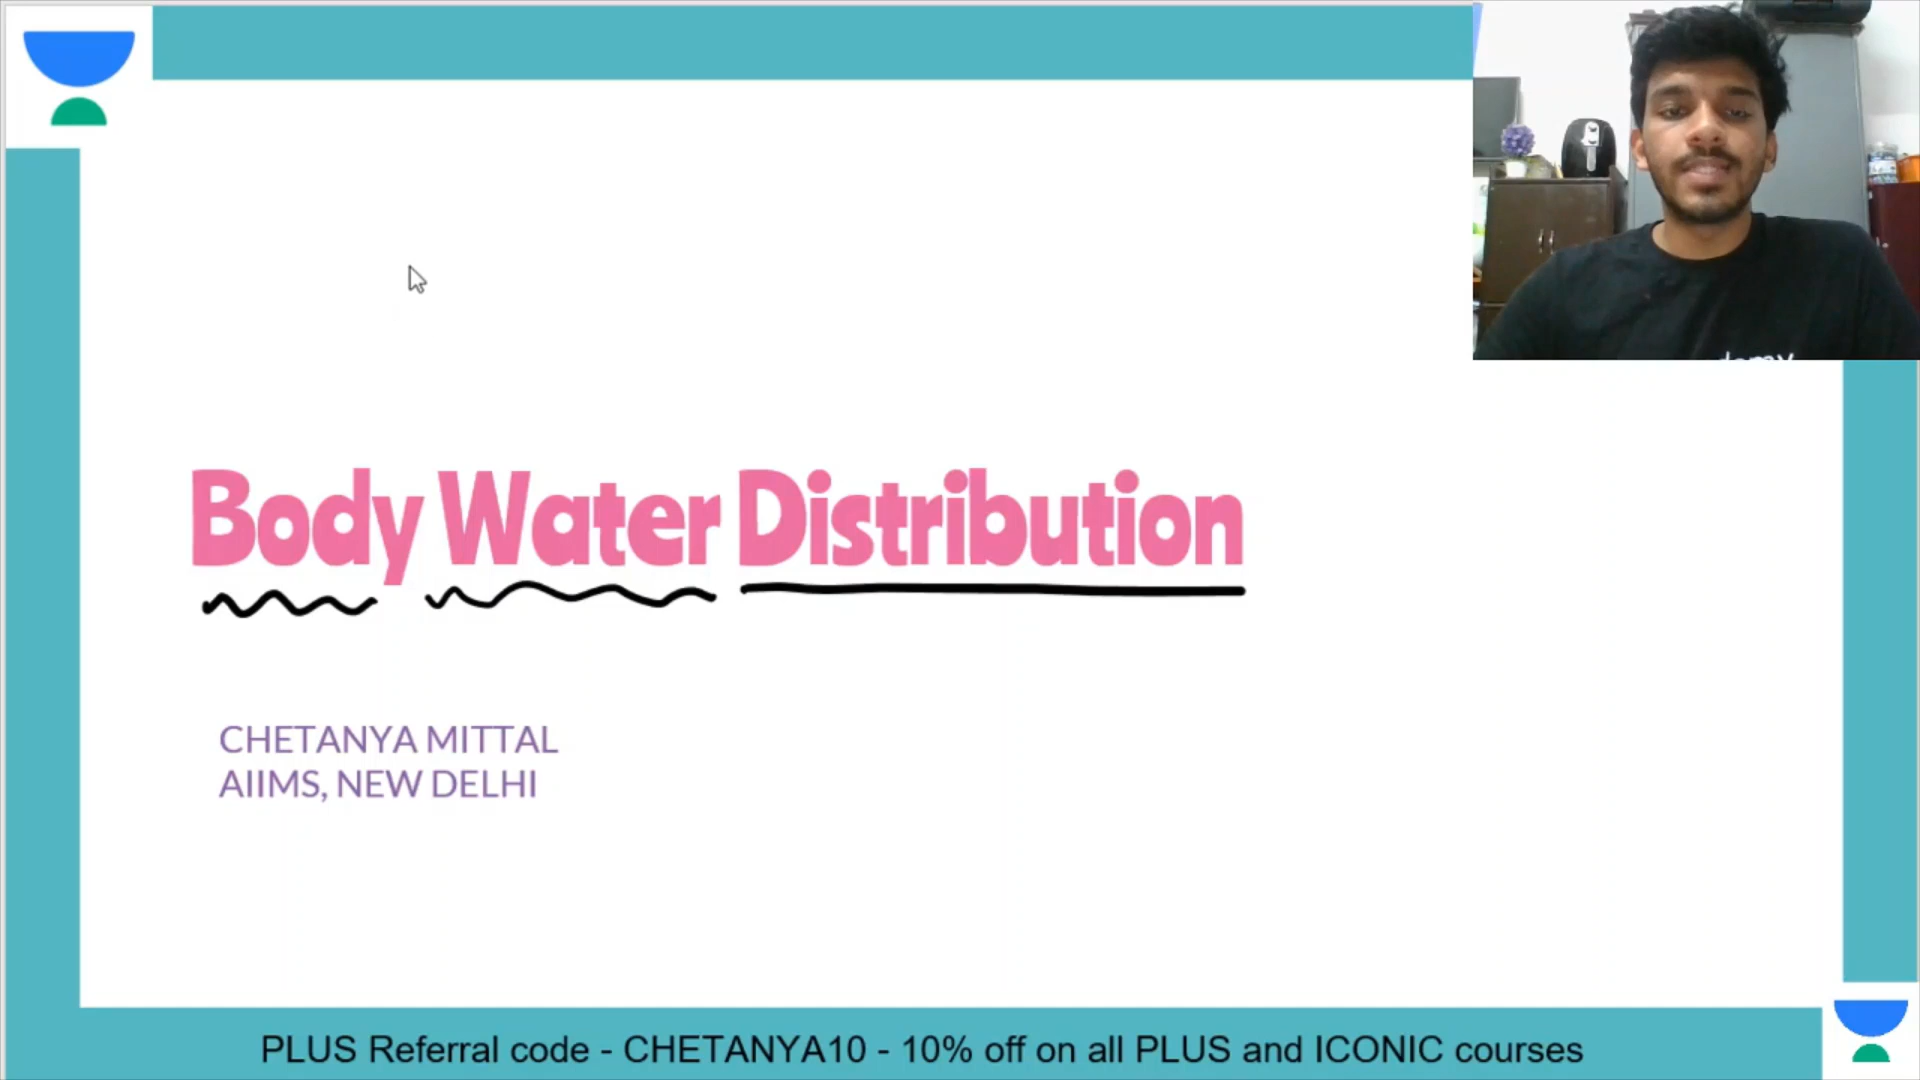 Body Water Distribution
CHETANYA MITTAL
AIIMS, NEW DELHI
PLUS Referral code - CHETANYA10 - 10% off on all PLUS and ICONIC courses